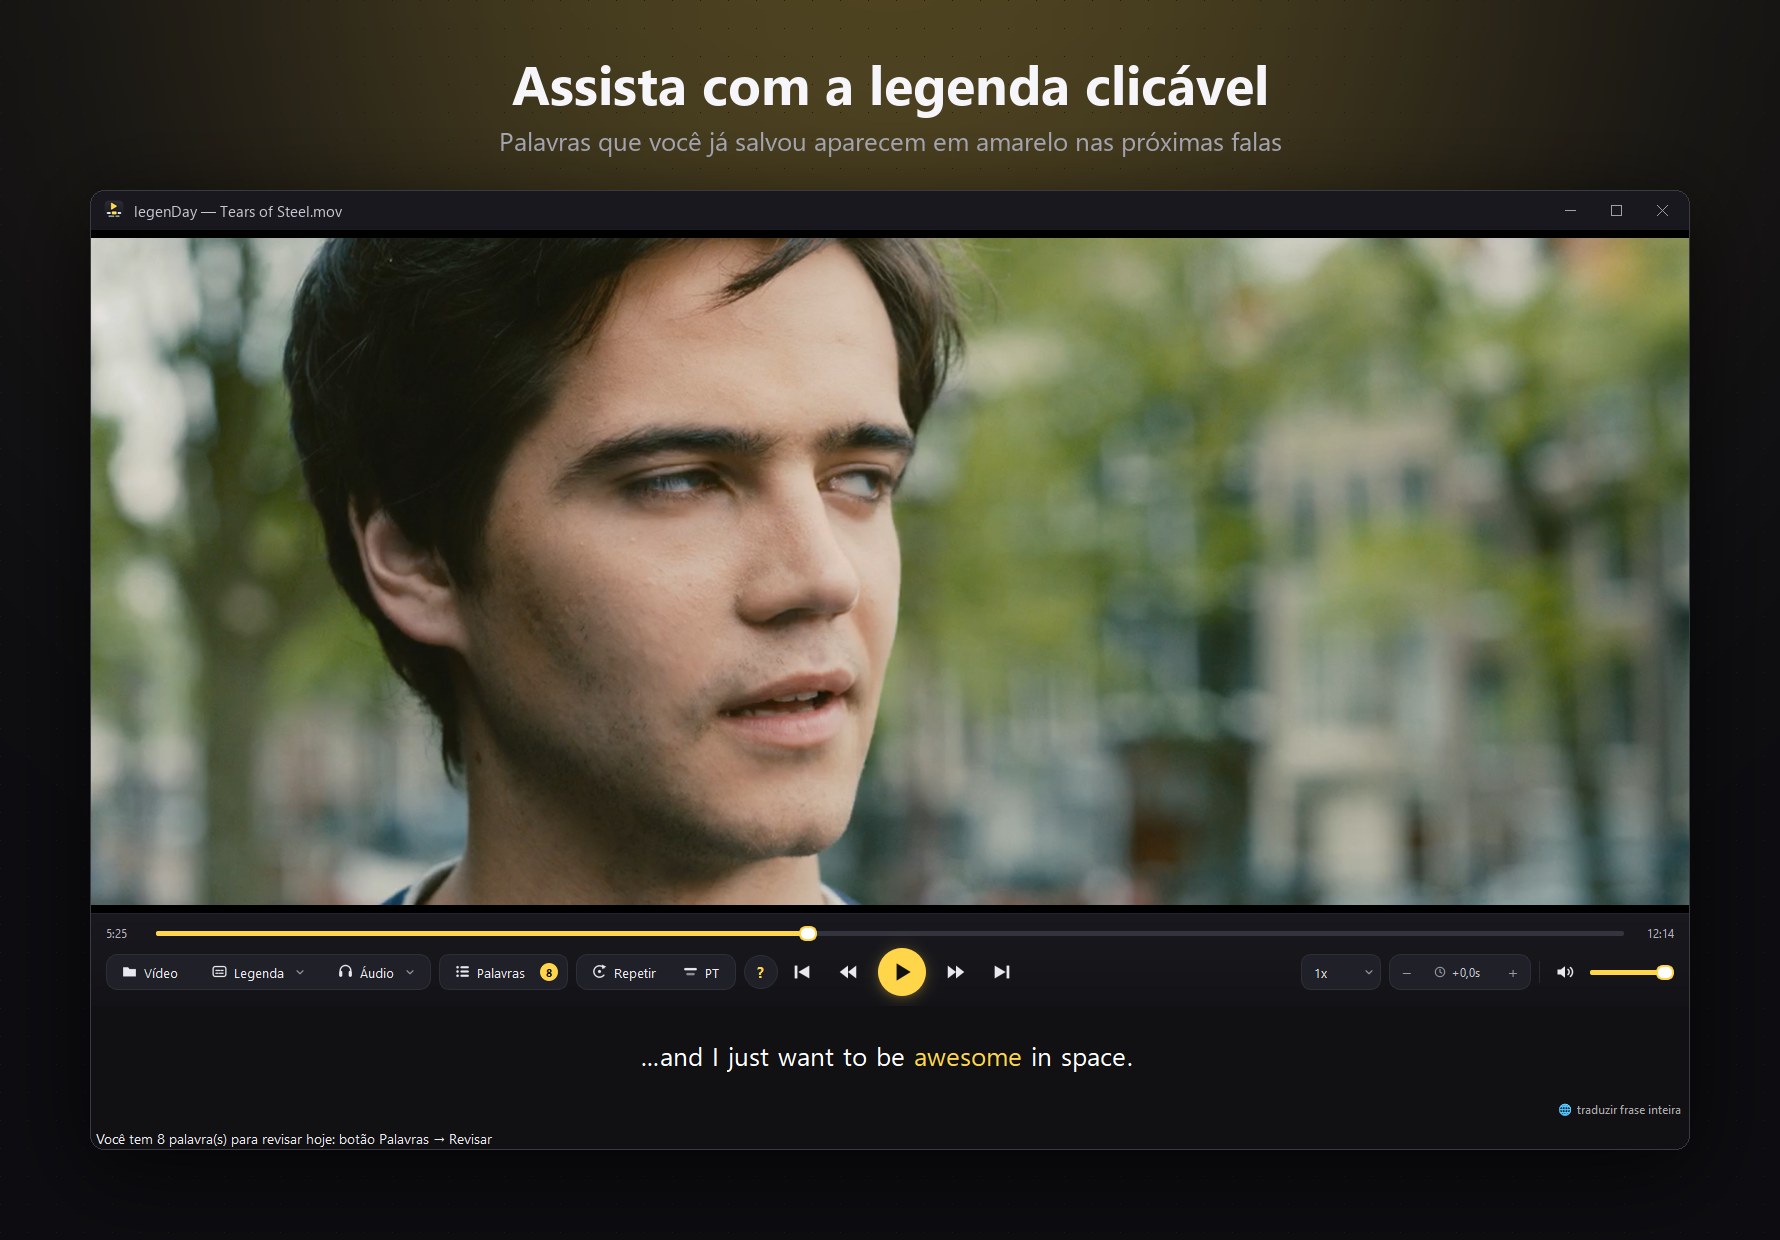 Assista com a legenda clicável
Palavras que você já salvou aparecem em amarelo nas próximas falas
legenDay — Tears of Steel.mov
5:25
12:14
Vídeo Legenda Áudio Palavras 8 Repetir PT ? 1x − +0,0s +
...and I just want to be awesome in space.
traduzir frase inteira
Você tem 8 palavra(s) para revisar hoje: botão Palavras → Revisar